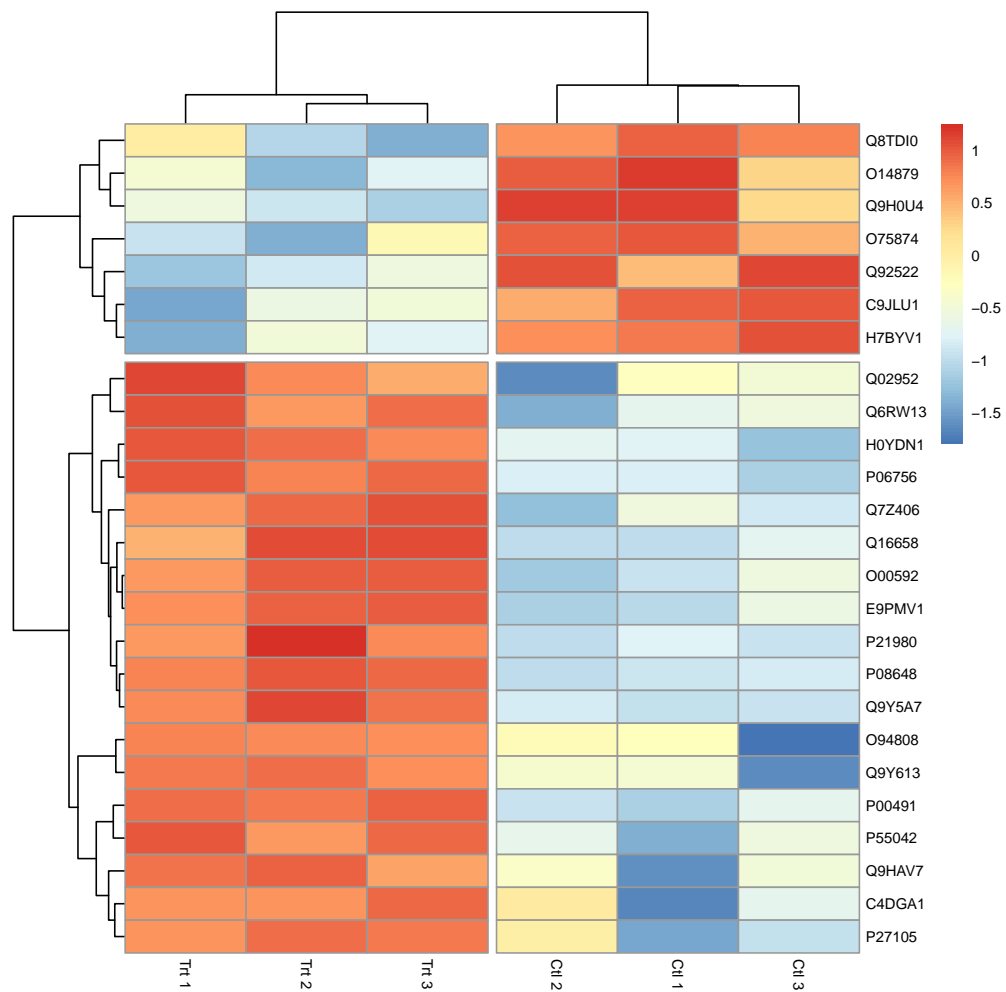 Q8TDI0
O14879
Q9H0U4
O75874
Q92522
C9JLU1
H7BYV1
Q02952
Q6RW13
H0YDN1
P06756
Q7Z406
Q16658
O00592
E9PMV1
P21980
P08648
Q9Y5A7
O94808
Q9Y613
P00491
P55042
Q9HAV7
C4DGA1
P27105
1
0.5
0
−0.5
−1
−1.5
Trt 1
Trt 2
Trt 3
Ctl 2
Ctl 1
Ctl 3